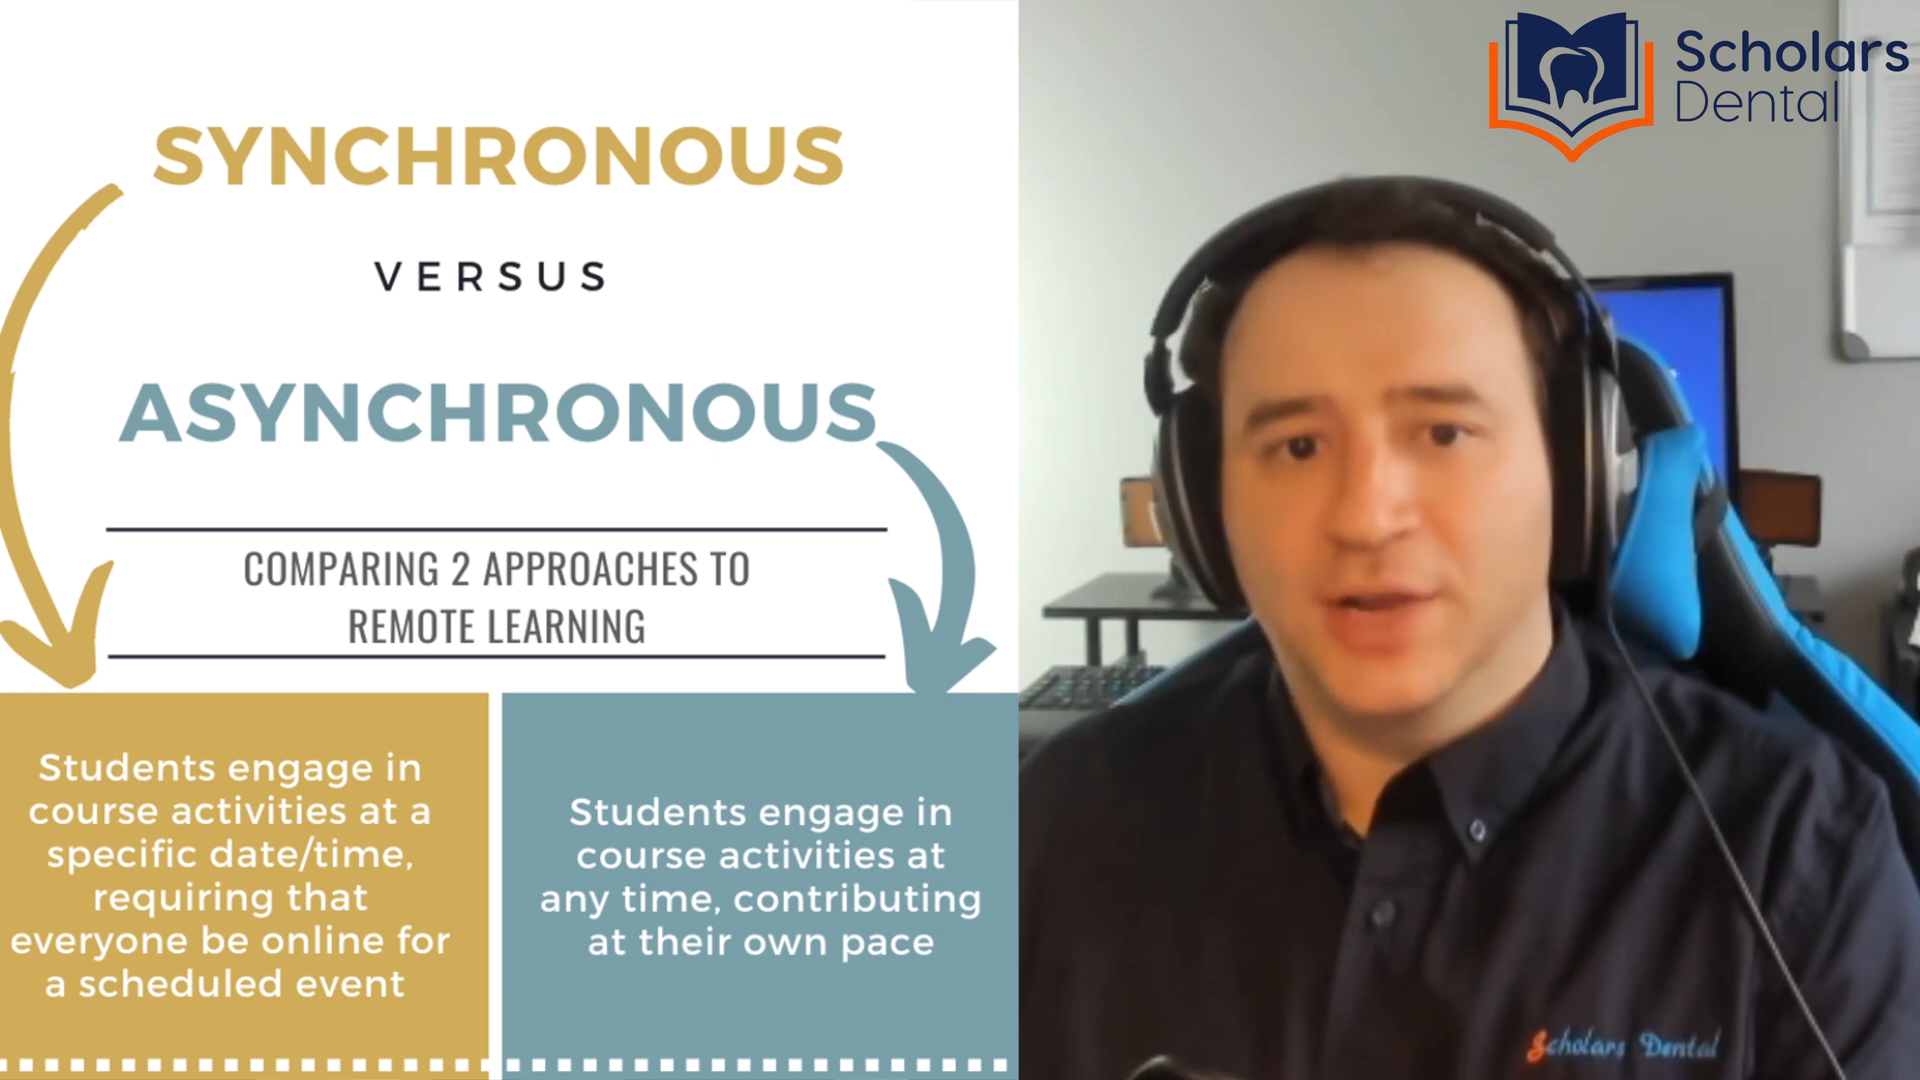 SYNCHRONOUS
VERSUS
ASYNCHRONOUS
COMPARING 2 APPROACHES TO
REMOTE LEARNING
Students engage in
course activities at a
specific date/time,
requiring that
everyone be online for
a scheduled event
Students engage in
course activities at
any time, contributing
at their own pace
Scholars
Dental
Scholars Dental